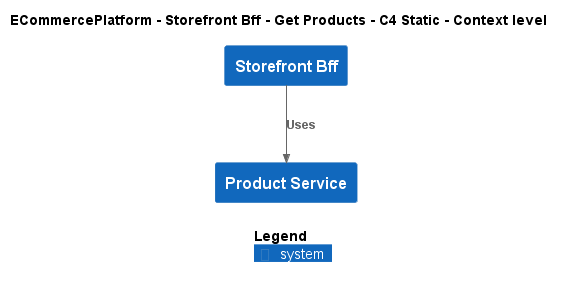 ECommercePlatform - Storefront Bff - Get Products - C4 Static - Context level
Storefront Bff
Uses
Product Service
Legend
system